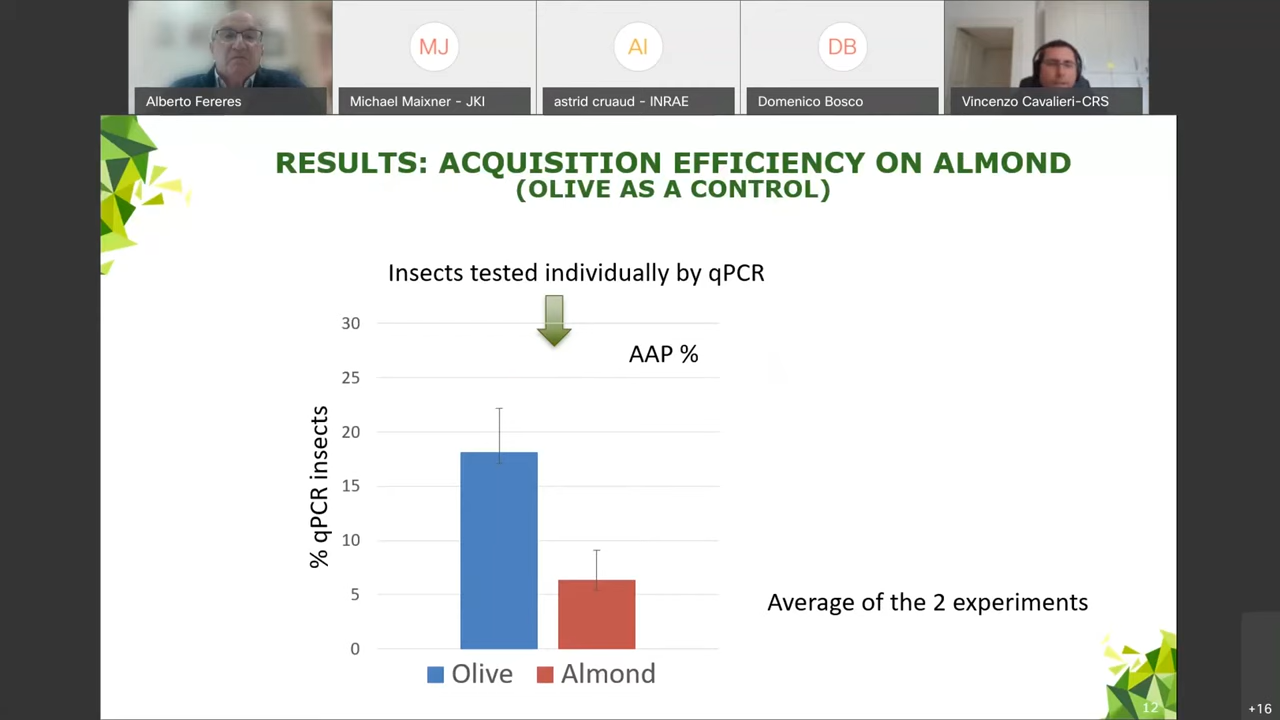 MJ
AI
DB
Alberto Fereres
Michael Maixner - JKI
astrid cruaud - INRAE
Domenico Bosco
Vincenzo Cavalieri-CRS
RESULTS: ACQUISITION EFFICIENCY ON ALMOND
(OLIVE AS A CONTROL)
Insects tested individually by qPCR
AAP %
% qPCR insects
30
25
20
15
10
5
0
Olive
Almond
Average of the 2 experiments
12
+16